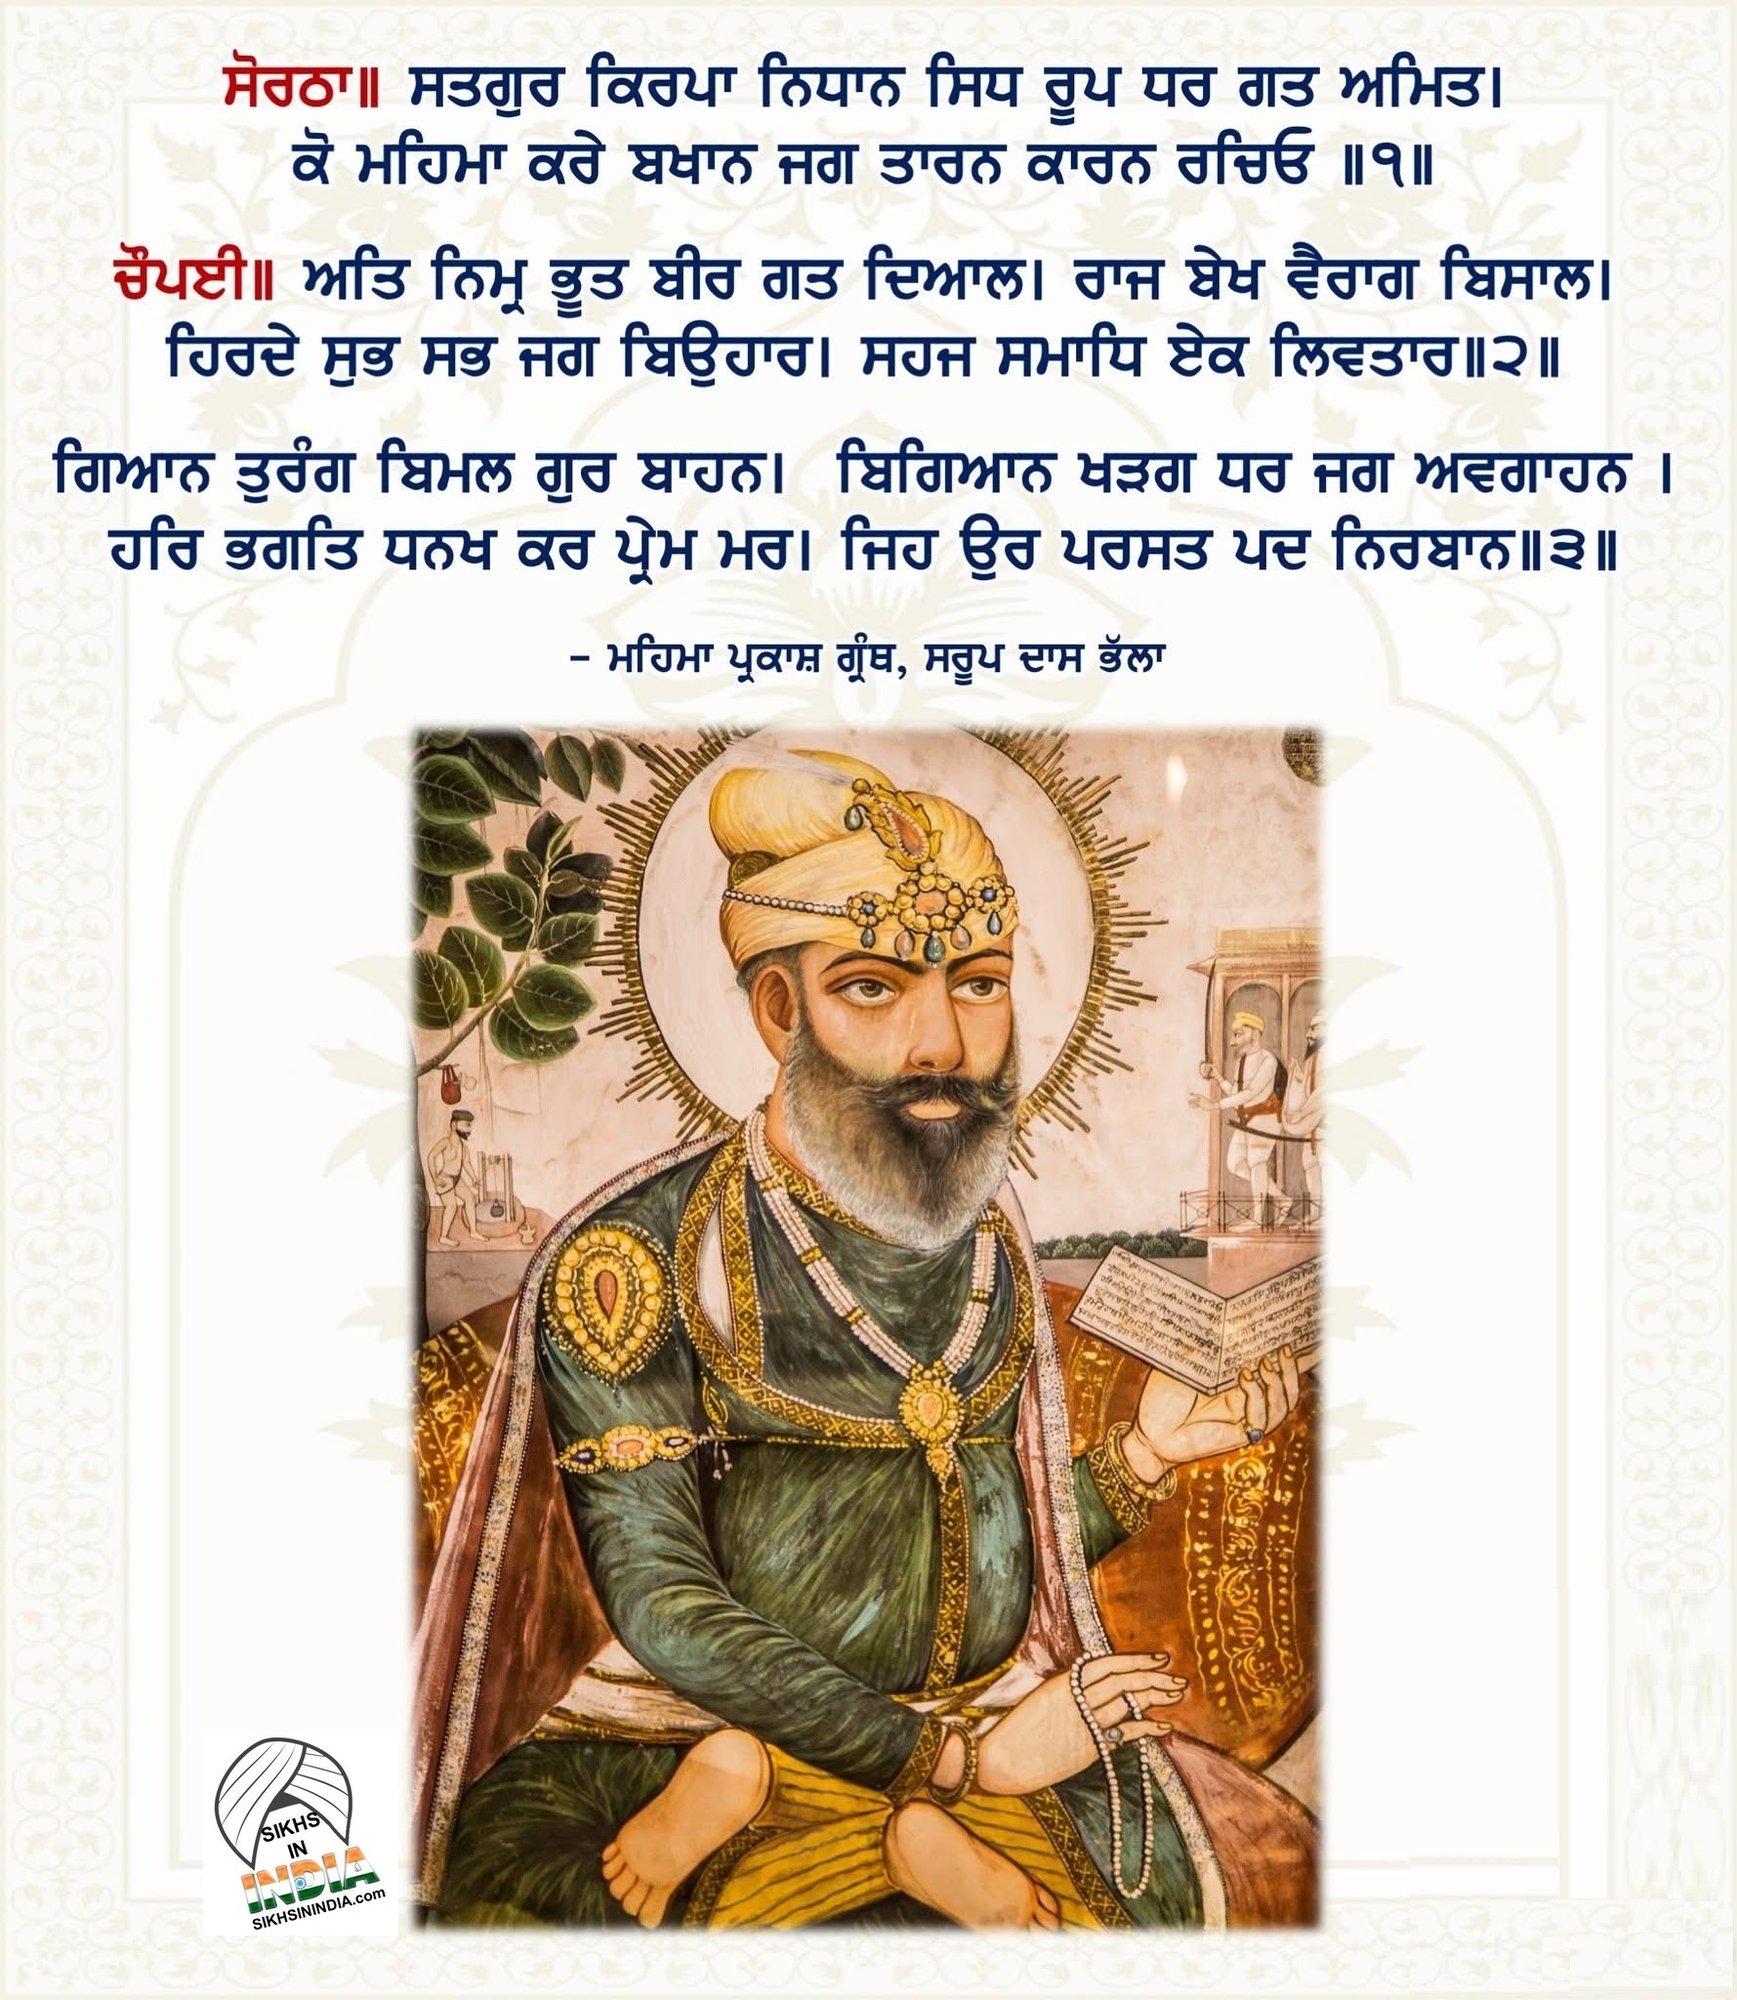 ਸੋਰਠਾ॥ ਸਤਗੁਰ ਕਿਰਪਾ ਨਿਧਾਨ ਸਿਧ ਰੂਪ ਧਰ ਗਤ ਅਮਿਤ।
ਕੋ ਮਹਿਮਾ ਕਰੇ ਬਖਾਨ ਜਗ ਤਾਰਨ ਕਾਰਨ ਰਚਿਓ ॥੧॥
ਚੌਪਈ॥ ਅਤਿ ਨਿਮ੍ਰ ਭੂਤ ਬੀਰ ਗਤ ਦਿਆਲ। ਰਾਜ ਬੇਖ ਵੈਰਾਗ ਬਿਸਾਲ।
ਹਿਰਦੇ ਸੁਭ ਸਭ ਜਗ ਬਿਉਹਾਰ। ਸਹਜ ਸਮਾਧਿ ਏਕ ਲਿਵਤਾਰ॥੨॥
ਗਿਆਨ ਤੁਰੰਗ ਬਿਮਲ ਗੁਰ ਬਾਹਨ। ਬਿਗਿਆਨ ਖੜਗ ਧਰ ਜਗ ਅਵਗਾਹਨ ।
ਹਰਿ ਭਗਤਿ ਧਨਖ ਕਰ ਪ੍ਰੇਮ ਮਰ। ਜਿਹ ਉਰ ਪਰਸਤ ਪਦ ਨਿਰਬਾਨ॥੩॥
– ਮਹਿਮਾ ਪ੍ਰਕਾਸ਼ ਗ੍ਰੰਥ, ਸਰੂਪ ਦਾਸ ਭੱਲਾ
SIKHS
IN
INDIA
SIKHSININDIA.com